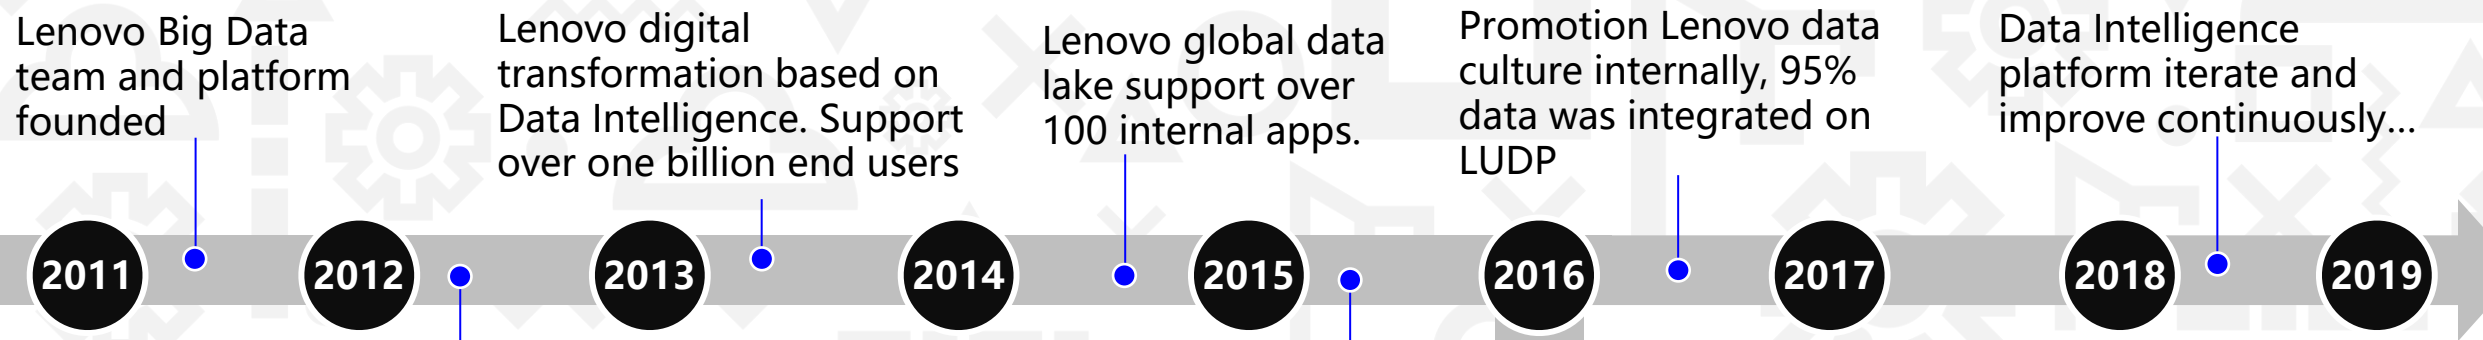 Lenovo Big Data
team and platform
founded
Lenovo digital
transformation based on
Data Intelligence. Support
over one billion end users
Lenovo global data
lake support over
100 internal apps.
Promotion Lenovo data
culture internally, 95%
data was integrated on
LUDP
Data Intelligence
platform iterate and
improve continuously...
2011
2012
2013
2014
2015
2016
2017
2018
2019